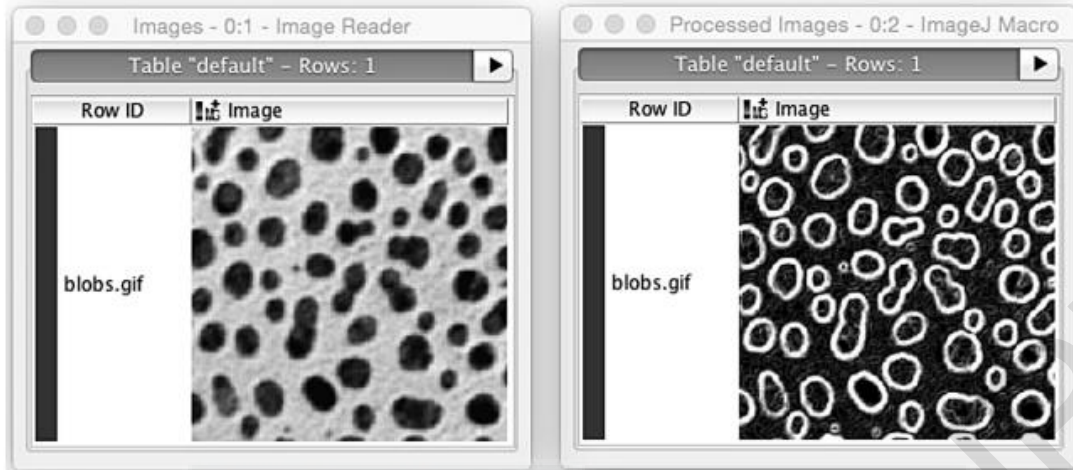 Images - 0:1 - Image Reader
Table "default" – Rows: 1
Row ID
Image
blobs.gif
Processed Images - 0:2 - ImageJ Macro
Table "default" – Rows: 1
Row ID
Image
blobs.gif